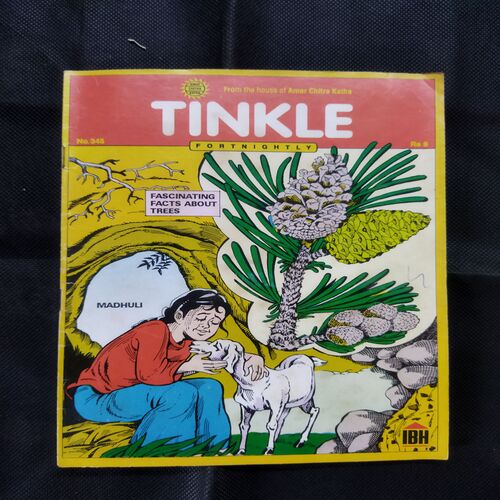 From the house of Amar Chitra Katha
TINKLE
No.345
FORTNIGHTLY
Rs 8
FASCINATING
FACTS ABOUT
TREES
MADHULI
IBH